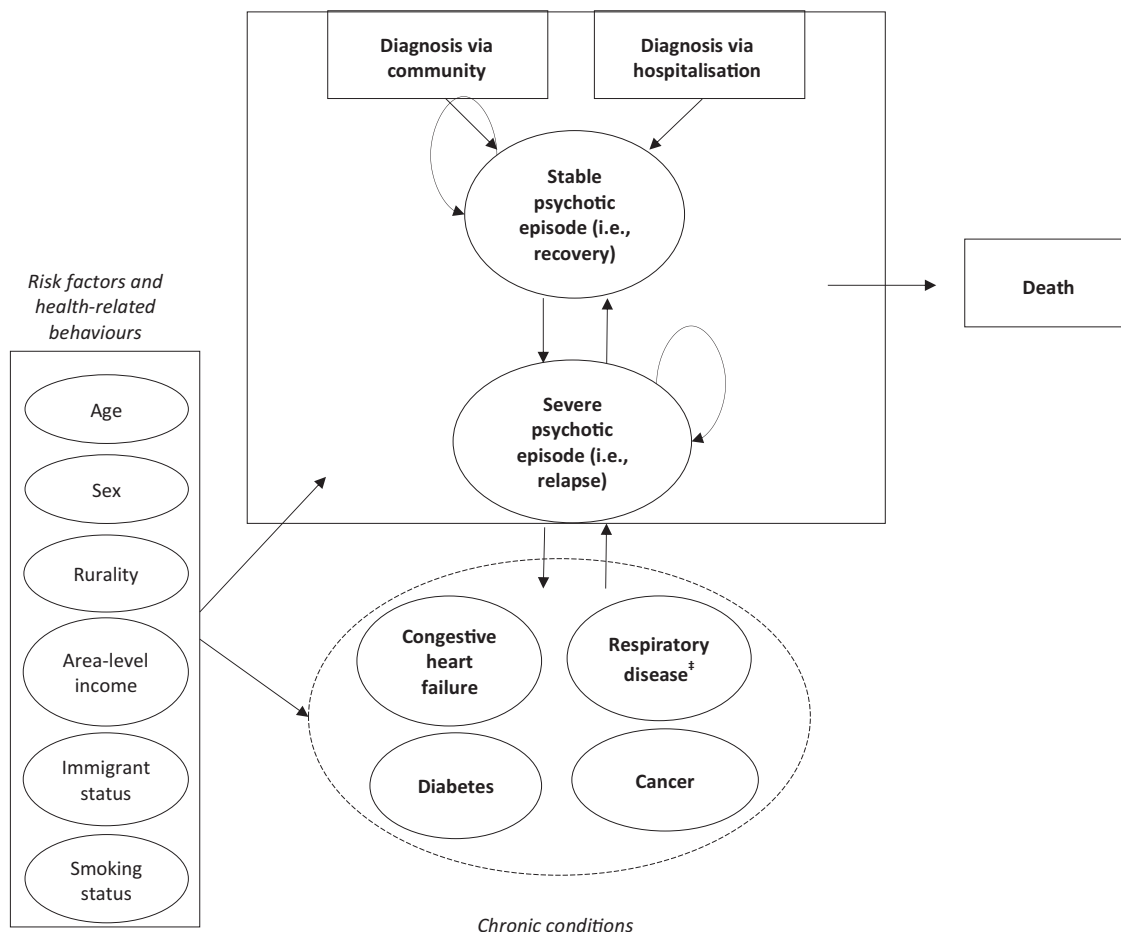 Diagnosis via
community
Diagnosis via
hospitalisation
Stable
psychotic
episode (i.e.,
recovery)
Death
Risk factors and
health-related
behaviours
Age
Sex
Rurality
Area-level
income
Immigrant
status
Smoking
status
Severe
psychotic
episode (i.e.,
relapse)
Congestive
heart
failure
Respiratory
disease‡
Diabetes
Cancer
Chronic conditions